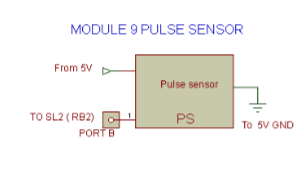 MODULE 9 PULSE SENSOR
From 5V
Pulse sensor
TO SL2 ( RB2)
1
PS
PORT B
To 5V GND